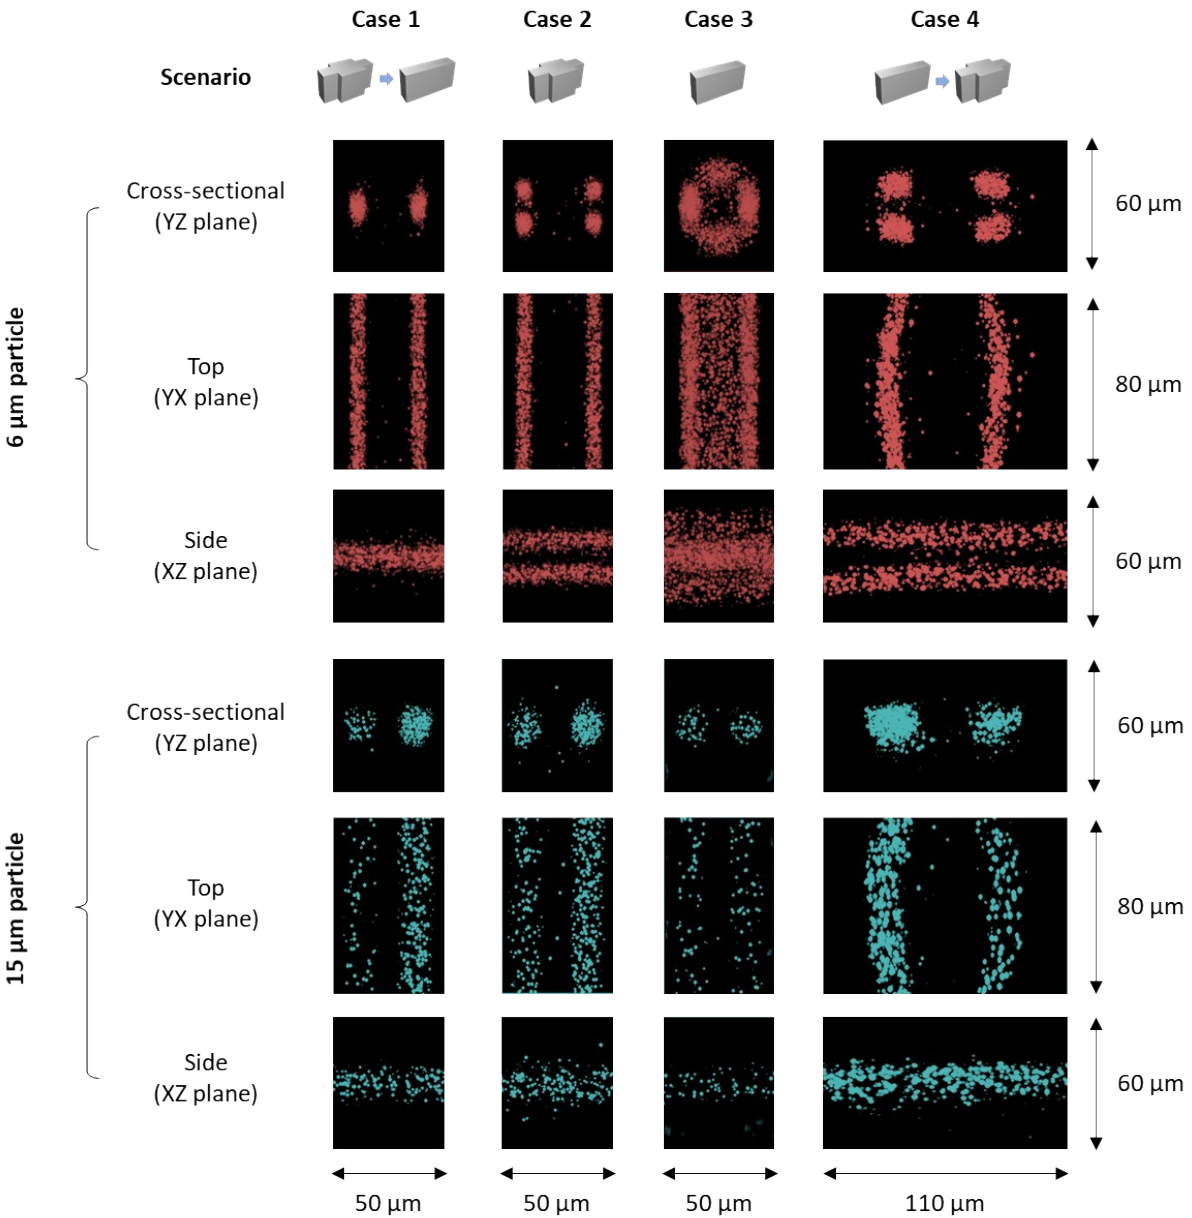 Case 1
Case 2
Case 3
Case 4
Scenario
6 µm particle
Cross-sectional
(YZ plane)
60 µm
Top
(YX plane)
80 µm
Side
(XZ plane)
60 µm
15 µm particle
Cross-sectional
(YZ plane)
60 µm
Top
(YX plane)
80 µm
Side
(XZ plane)
60 µm
50 µm
50 µm
50 µm
110 µm